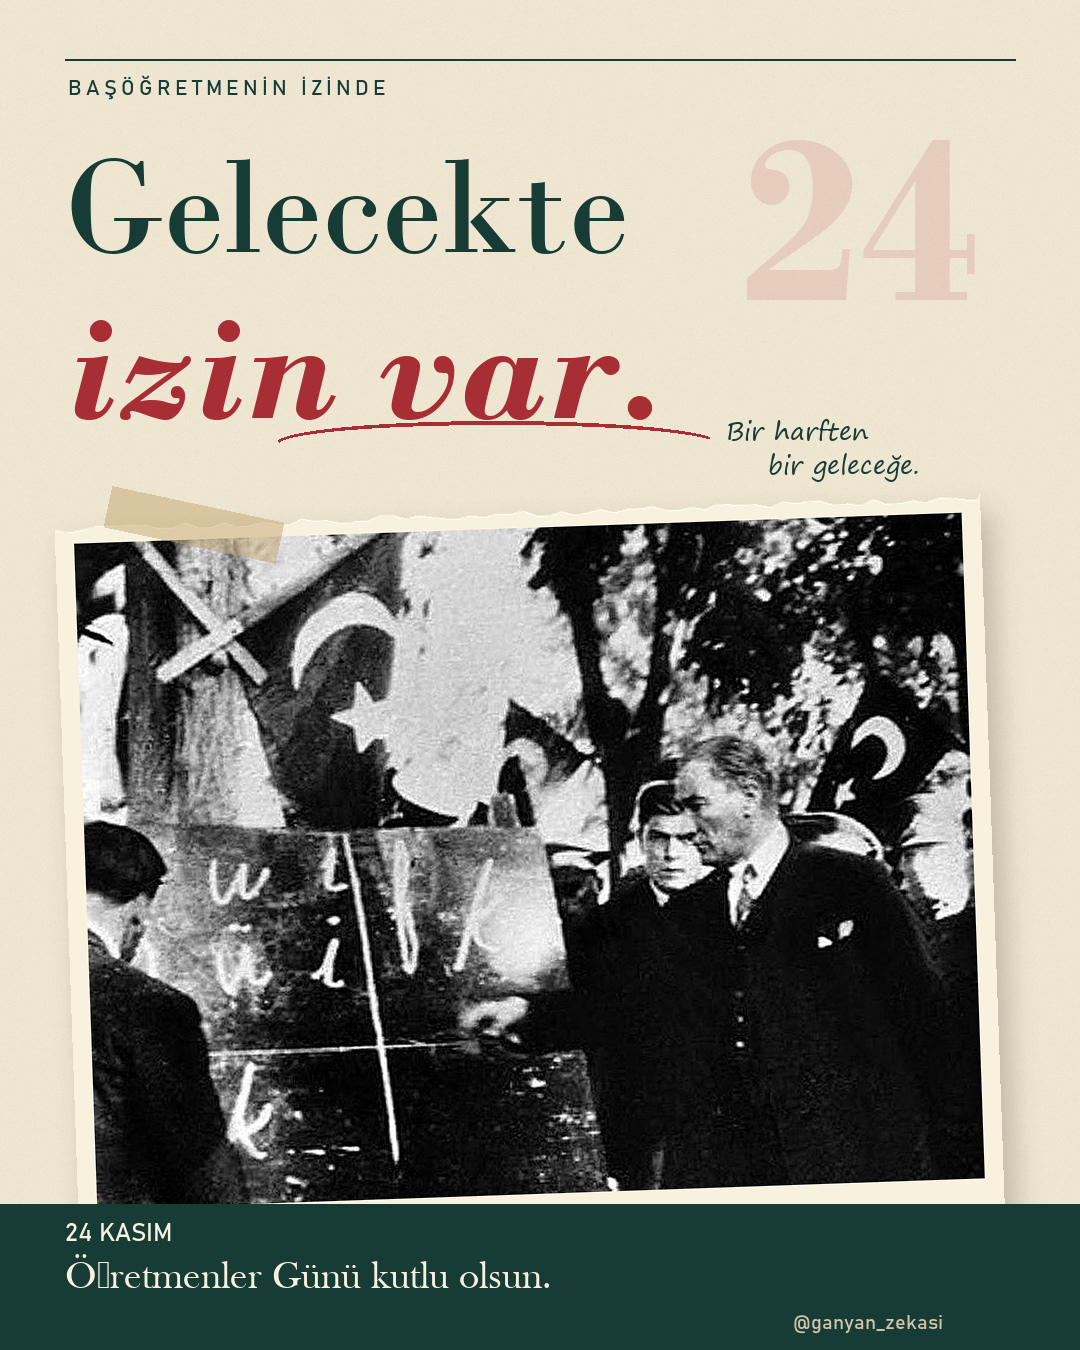 BAŞÖĞRETMENİN İZİNDE
Gelecekte
24
izin var.
Bir harften
bir geleceğe.
w
ü i
k
24 KASIM
Ö▯retmenler Günü kutlu olsun.
@ganyan_zekasi